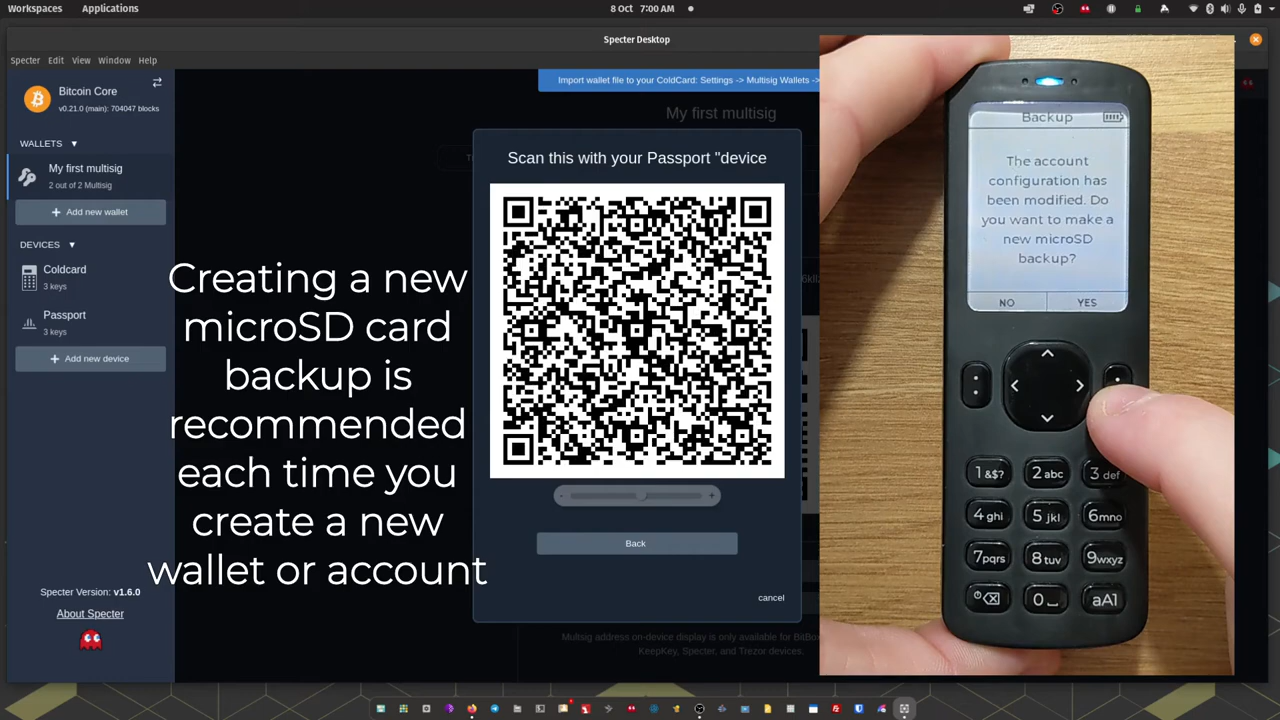 Workspaces
Applications
8 Oct 7:00 AM
Specter Desktop
Specter Edit View Window Help
Bitcoin Core
v0.21.0 (main): 704047 blocks
WALLETS
My first multisig
2 out of 2 Multisig
+ Add new wallet
DEVICES
Coldcard
3 keys
Passport
3 keys
+ Add new device
Specter Version: v1.6.0
About Specter
Import wallet file to your ColdCard: Settings -> Multisig Wallets ->
My first multisig
Scan this with your Passport "device
- +
Back
cancel
Multsig address on-device display is only available for BitBo
KeepKey, Specter, and Trezor devices.
Creating a new
microSD card
backup is
recommended
each time you
create a new
wallet or account
Backup
The account
configuration has
been modified. Do
you want to make a
new microSD
backup?
NO YES
1 &$? 2 abc 3 def
4 ghi 5 jkl 6 mno
7 pqrs 8 tuv 9 wxyz
0 aA1